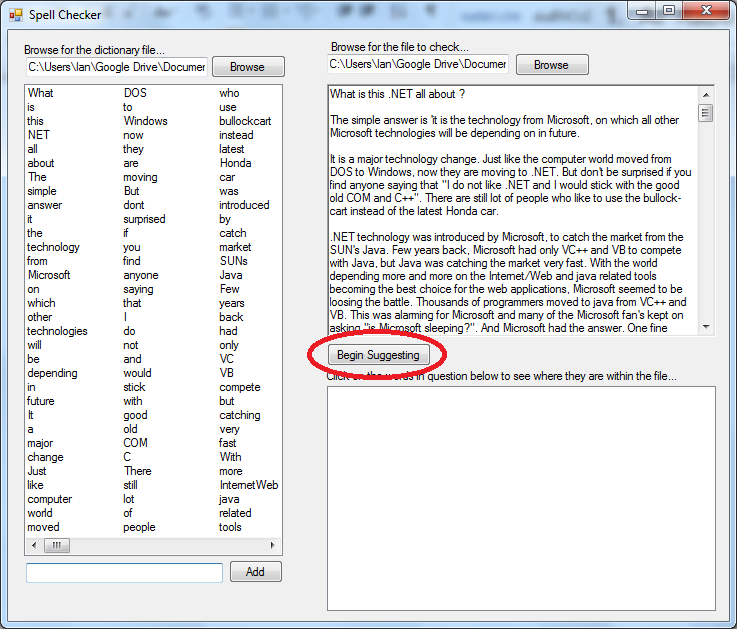 Spell Checker
Browse for the dictionary file...
C:\Users\Ian\Google Drive\Documer
Browse
What DOS who
is to use
this Windows bullockcart
NET now instead
all they latest
about are Honda
The moving car
simple But was
answer dont introduced
it surprised by
the if catch
technology you market
from find SUNs
Microsoft anyone Java
on saying Few
which that years
other I back
technologies do had
will not only
be and VC
depending would VB
in stick compete
future with but
It good catching
a old very
major COM fast
change C With
Just There more
like still InternetWeb
computer lot java
world of related
moved people tools
Add
Browse for the file to check...
C:\Users\Ian\Google Drive\Documer
Browse
What is this .NET all about ?
The simple answer is 'it is the technology from Microsoft, on which all other
Microsoft technologies will be depending on in future.
It is a major technology change. Just like the computer world moved from
DOS to Windows, now they are moving to .NET. But don't be surprised if you
find anyone saying that "I do not like .NET and I would stick with the good
old COM and C++". There are still lot of people who like to use the bullock-
cart instead of the latest Honda car.
.NET technology was introduced by Microsoft, to catch the market from the
SUN's Java. Few years back, Microsoft had only VC++ and VB to compete
with Java, but Java was catching the market very fast. With the world
depending more and more on the Internet/Web and java related tools
becoming the best choice for the web applications, Microsoft seemed to be
loosing the battle. Thousands of programmers moved to java from VC++ and
VB. This was alarming for Microsoft and many of the Microsoft fan's kept on
asking "is Microsoft sleeping?". And Microsoft had the answer. One fine
Begin Suggesting
Click on the words in question below to see where they are within the file...